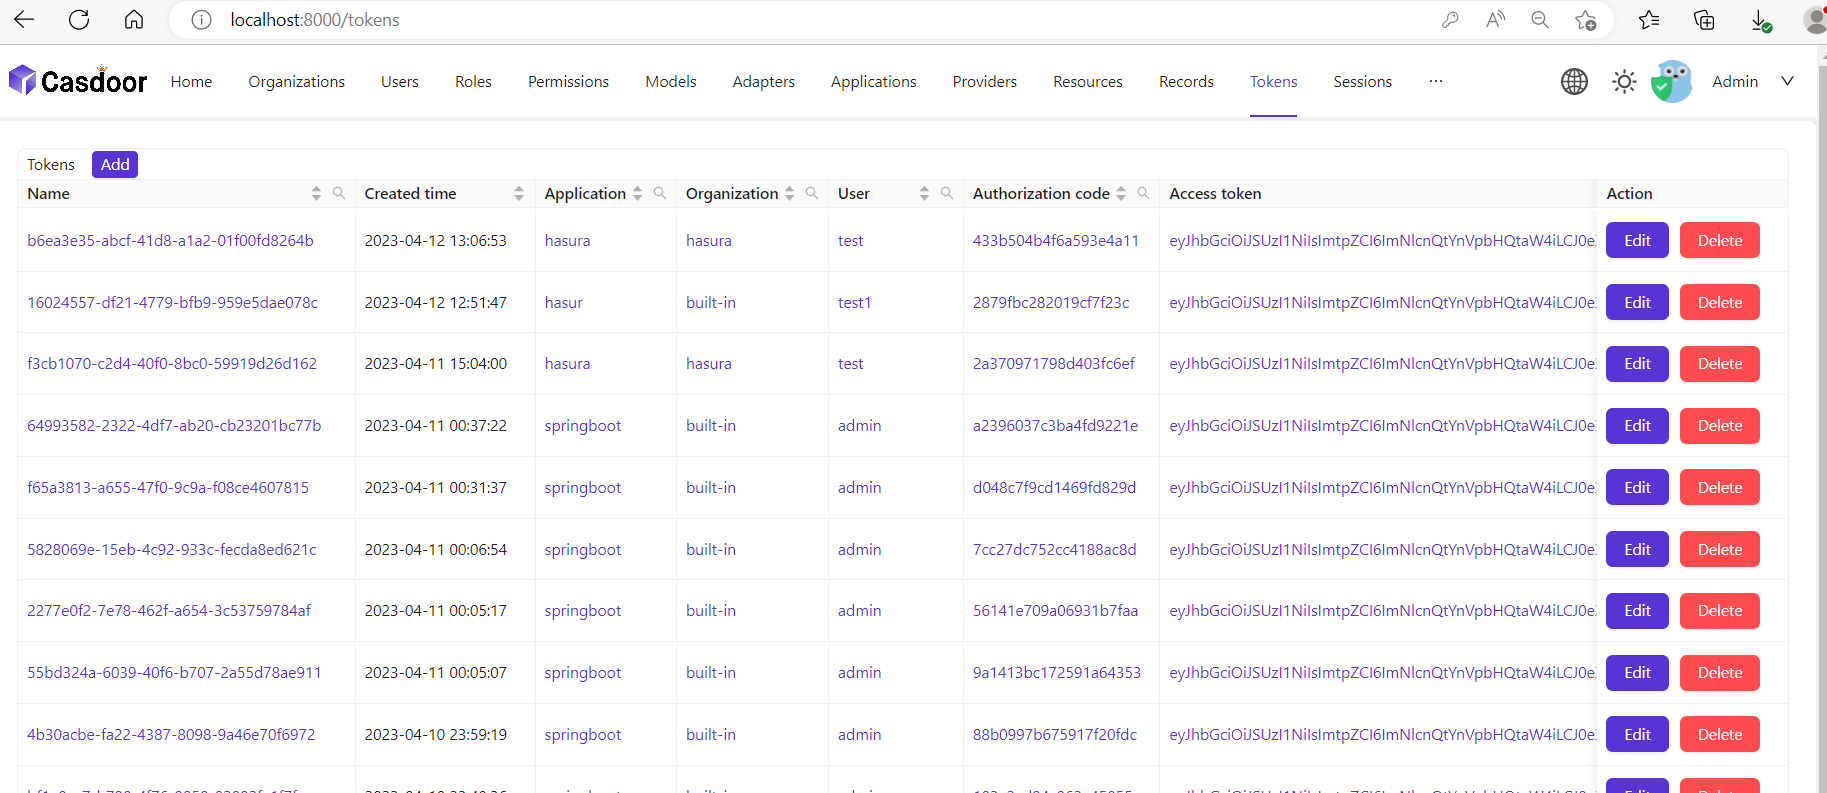 localhost:8000/tokens
Casdoor Home Organizations Users Roles Permissions Models Adapters Applications Providers Resources Records Tokens Sessions ··· Admin
Tokens Add
Name Created time Application Organization User Authorization code Access token Action
b6ea3e35-abcf-41d8-a1a2-01f00fd8264b 2023-04-12 13:06:53 hasura hasura test 433b504b4f6a593e4a11 eyJhbGciOiJSUzI1NiIsImtpZCI6ImNlcnQtYnVpbHQtaW4iLCJ0e Edit Delete
16024557-df21-4779-bfb9-959e5dae078c 2023-04-12 12:51:47 hasur built-in test1 2879fbc282019cf7f23c eyJhbGciOiJSUzI1NiIsImtpZCI6ImNlcnQtYnVpbHQtaW4iLCJ0e Edit Delete
f3cb1070-c2d4-40f0-8bc0-59919d26d162 2023-04-11 15:04:00 hasura hasura test 2a370971798d403fc6ef eyJhbGciOiJSUzI1NiIsImtpZCI6ImNlcnQtYnVpbHQtaW4iLCJ0e Edit Delete
64993582-2322-4df7-ab20-cb23201bc77b 2023-04-11 00:37:22 springboot built-in admin a2396037c3ba4fd9221e eyJhbGciOiJSUzI1NiIsImtpZCI6ImNlcnQtYnVpbHQtaW4iLCJ0e Edit Delete
f65a3813-a655-47f0-9c9a-f08ce4607815 2023-04-11 00:31:37 springboot built-in admin d048c7f9cd1469fd829d eyJhbGciOiJSUzI1NiIsImtpZCI6ImNlcnQtYnVpbHQtaW4iLCJ0e Edit Delete
5828069e-15eb-4c92-933c-fecda8ed621c 2023-04-11 00:06:54 springboot built-in admin 7cc27dc752cc4188ac8d eyJhbGciOiJSUzI1NiIsImtpZCI6ImNlcnQtYnVpbHQtaW4iLCJ0e Edit Delete
2277e0f2-7e78-462f-a654-3c53759784af 2023-04-11 00:05:17 springboot built-in admin 56141e709a06931b7faa eyJhbGciOiJSUzI1NiIsImtpZCI6ImNlcnQtYnVpbHQtaW4iLCJ0e Edit Delete
55bd324a-6039-40f6-b707-2a55d78ae911 2023-04-11 00:05:07 springboot built-in admin 9a1413bc172591a64353 eyJhbGciOiJSUzI1NiIsImtpZCI6ImNlcnQtYnVpbHQtaW4iLCJ0e Edit Delete
4b30acbe-fa22-4387-8098-9a46e70f6972 2023-04-10 23:59:19 springboot built-in admin 88b0997b675917f20fdc eyJhbGciOiJSUzI1NiIsImtpZCI6ImNlcnQtYnVpbHQtaW4iLCJ0e Edit Delete